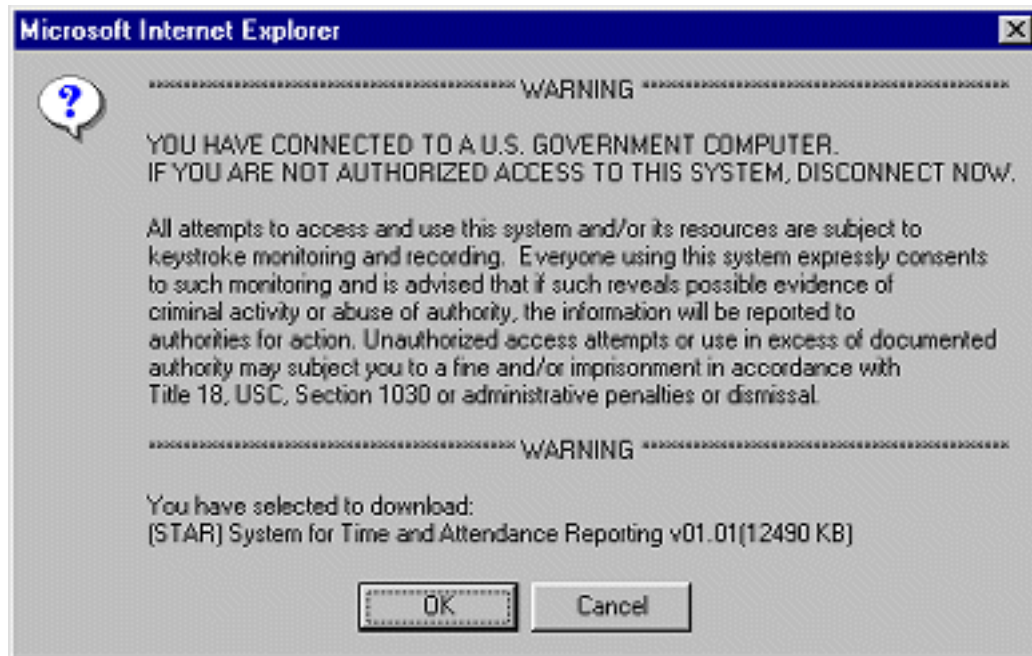 Microsoft Internet Explorer
?
************************************ WARNING ************************************
YOU HAVE CONNECTED TO A U.S. GOVERNMENT COMPUTER.
IF YOU ARE NOT AUTHORIZED ACCESS TO THIS SYSTEM, DISCONNECT NOW.
All attempts to access and use this system and/or its resources are subject to
keystroke monitoring and recording.  Everyone using this system expressly consents
to such monitoring and is advised that if such reveals possible evidence of
criminal activity or abuse of authority, the information will be reported to
authorities for action. Unauthorized access attempts or use in excess of documented
authority may subject you to a fine and/or imprisonment in accordance with
Title 18, USC, Section 1030 or administrative penalties or dismissal.
************************************ WARNING ************************************
You have selected to download:
(STAR) System for Time and Attendance Reporting v01.01(12490 KB)
OK Cancel